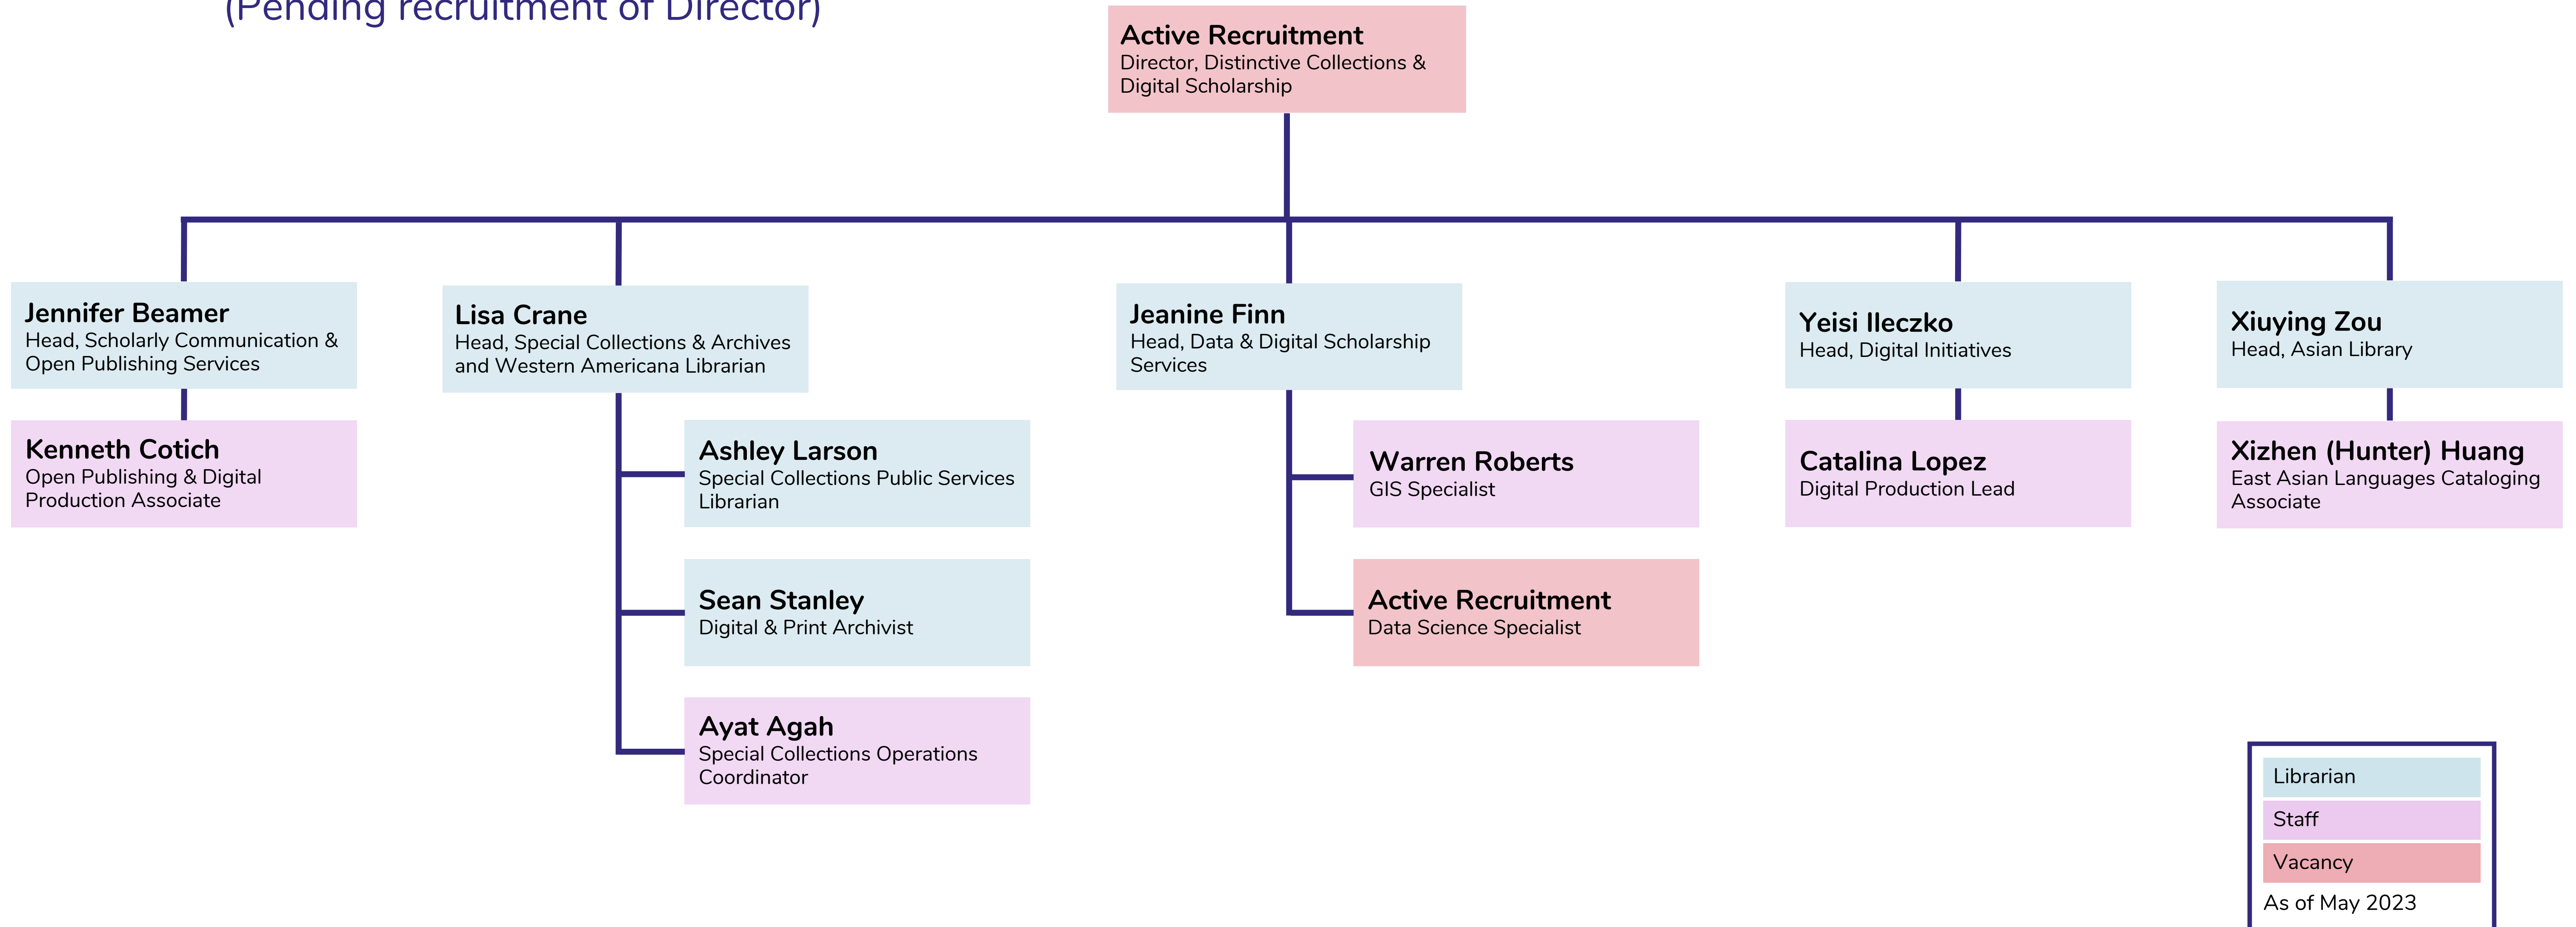 (Pending recruitment of Director)
Active Recruitment
Director, Distinctive Collections &
Digital Scholarship
Jennifer Beamer
Head, Scholarly Communication &
Open Publishing Services
Lisa Crane
Head, Special Collections & Archives
and Western Americana Librarian
Jeanine Finn
Head, Data & Digital Scholarship
Services
Yeisi Ileczko
Head, Digital Initiatives
Xiuying Zou
Head, Asian Library
Kenneth Cotich
Open Publishing & Digital
Production Associate
Ashley Larson
Special Collections Public Services
Librarian
Sean Stanley
Digital & Print Archivist
Ayat Agah
Special Collections Operations
Coordinator
Warren Roberts
GIS Specialist
Active Recruitment
Data Science Specialist
Catalina Lopez
Digital Production Lead
Xizhen (Hunter) Huang
East Asian Languages Cataloging
Associate
Librarian
Staff
Vacancy
As of May 2023